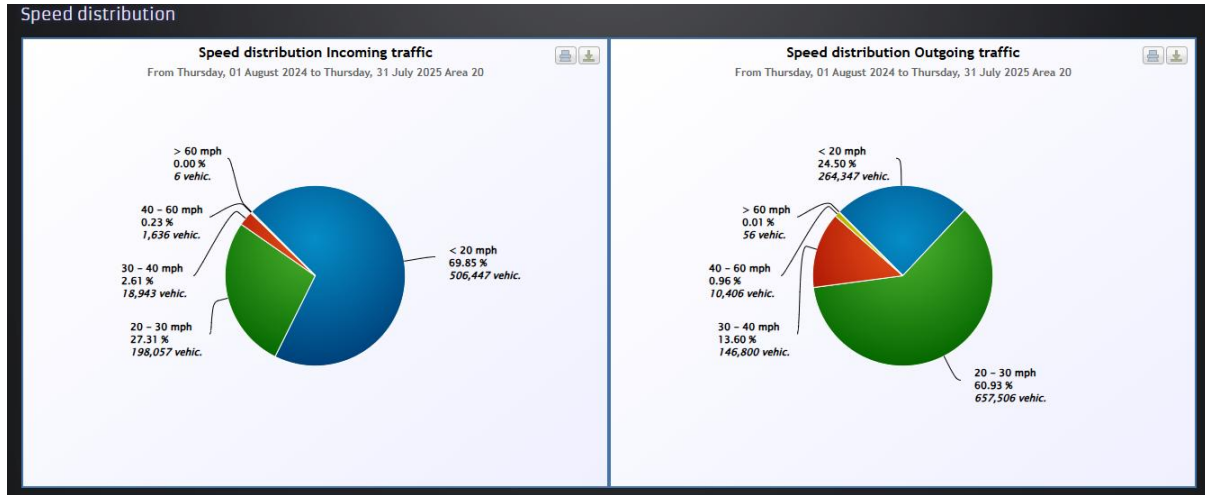 Speed distribution
Speed distribution Incoming traffic
From Thursday, 01 August 2024 to Thursday, 31 July 2025 Area 20
> 60 mph
0.00 %
6 vehic.
40 – 60 mph
0.23 %
1,636 vehic.
30 – 40 mph
2.61 %
18,943 vehic.
20 – 30 mph
27.31 %
198,057 vehic.
< 20 mph
69.85 %
506,447 vehic.
Speed distribution Outgoing traffic
From Thursday, 01 August 2024 to Thursday, 31 July 2025 Area 20
< 20 mph
24.50 %
264,347 vehic.
> 60 mph
0.01 %
56 vehic.
40 – 60 mph
0.96 %
10,406 vehic.
30 – 40 mph
13.60 %
146,800 vehic.
20 – 30 mph
60.93 %
657,506 vehic.